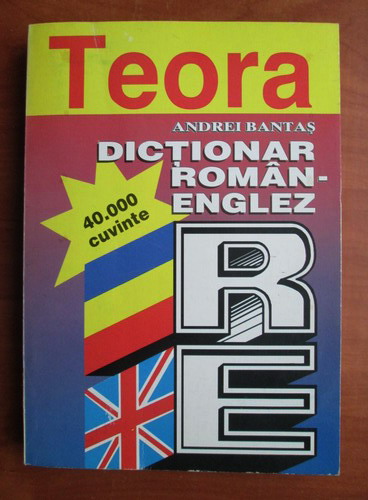 Teora
ANDREI BANTAȘ
DICȚIONAR
ROMÂN-
ENGLEZ
40.000
cuvinte
R
E